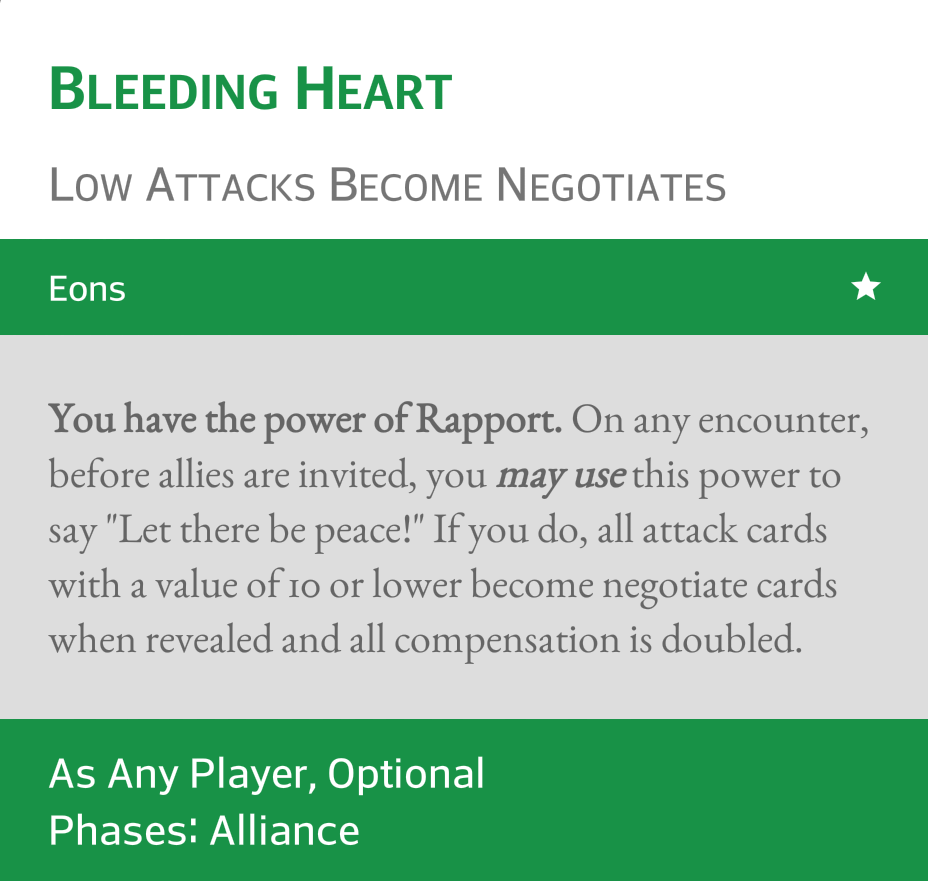 Bleeding Heart
Low Attacks Become Negotiates
Eons
You have the power of Rapport. On any encounter,
before allies are invited, you may use this power to
say "Let there be peace!" If you do, all attack cards
with a value of 10 or lower become negotiate cards
when revealed and all compensation is doubled.
As Any Player, Optional
Phases: Alliance